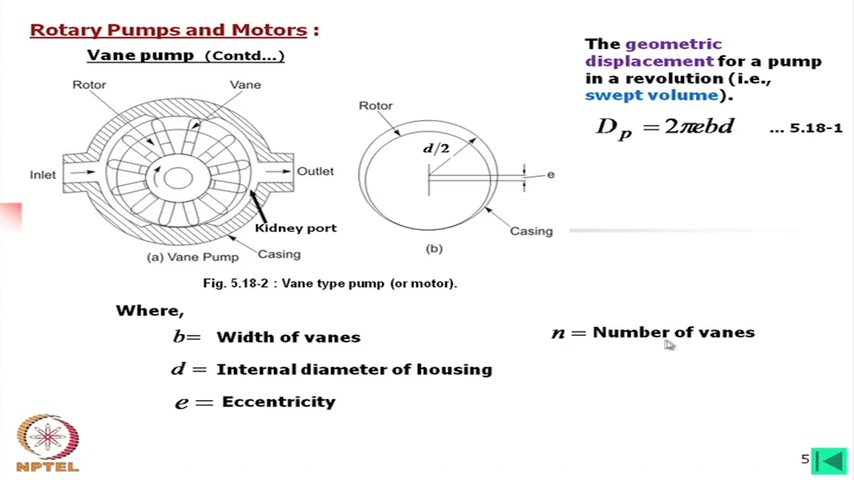 Rotary Pumps and Motors :
Vane pump (Contd...)
Rotor
Vane
Inlet
Outlet
Kidney port
Casing
(a) Vane Pump
Rotor
d/2
e
Casing
(b)
Fig. 5.18-2 : Vane type pump (or motor).
The geometric
displacement for a pump
in a revolution (i.e.,
swept volume).
D_p = 2πebd ... 5.18-1
Where,
b= Width of vanes
d = Internal diameter of housing
e = Eccentricity
n = Number of vanes
NPTEL
5